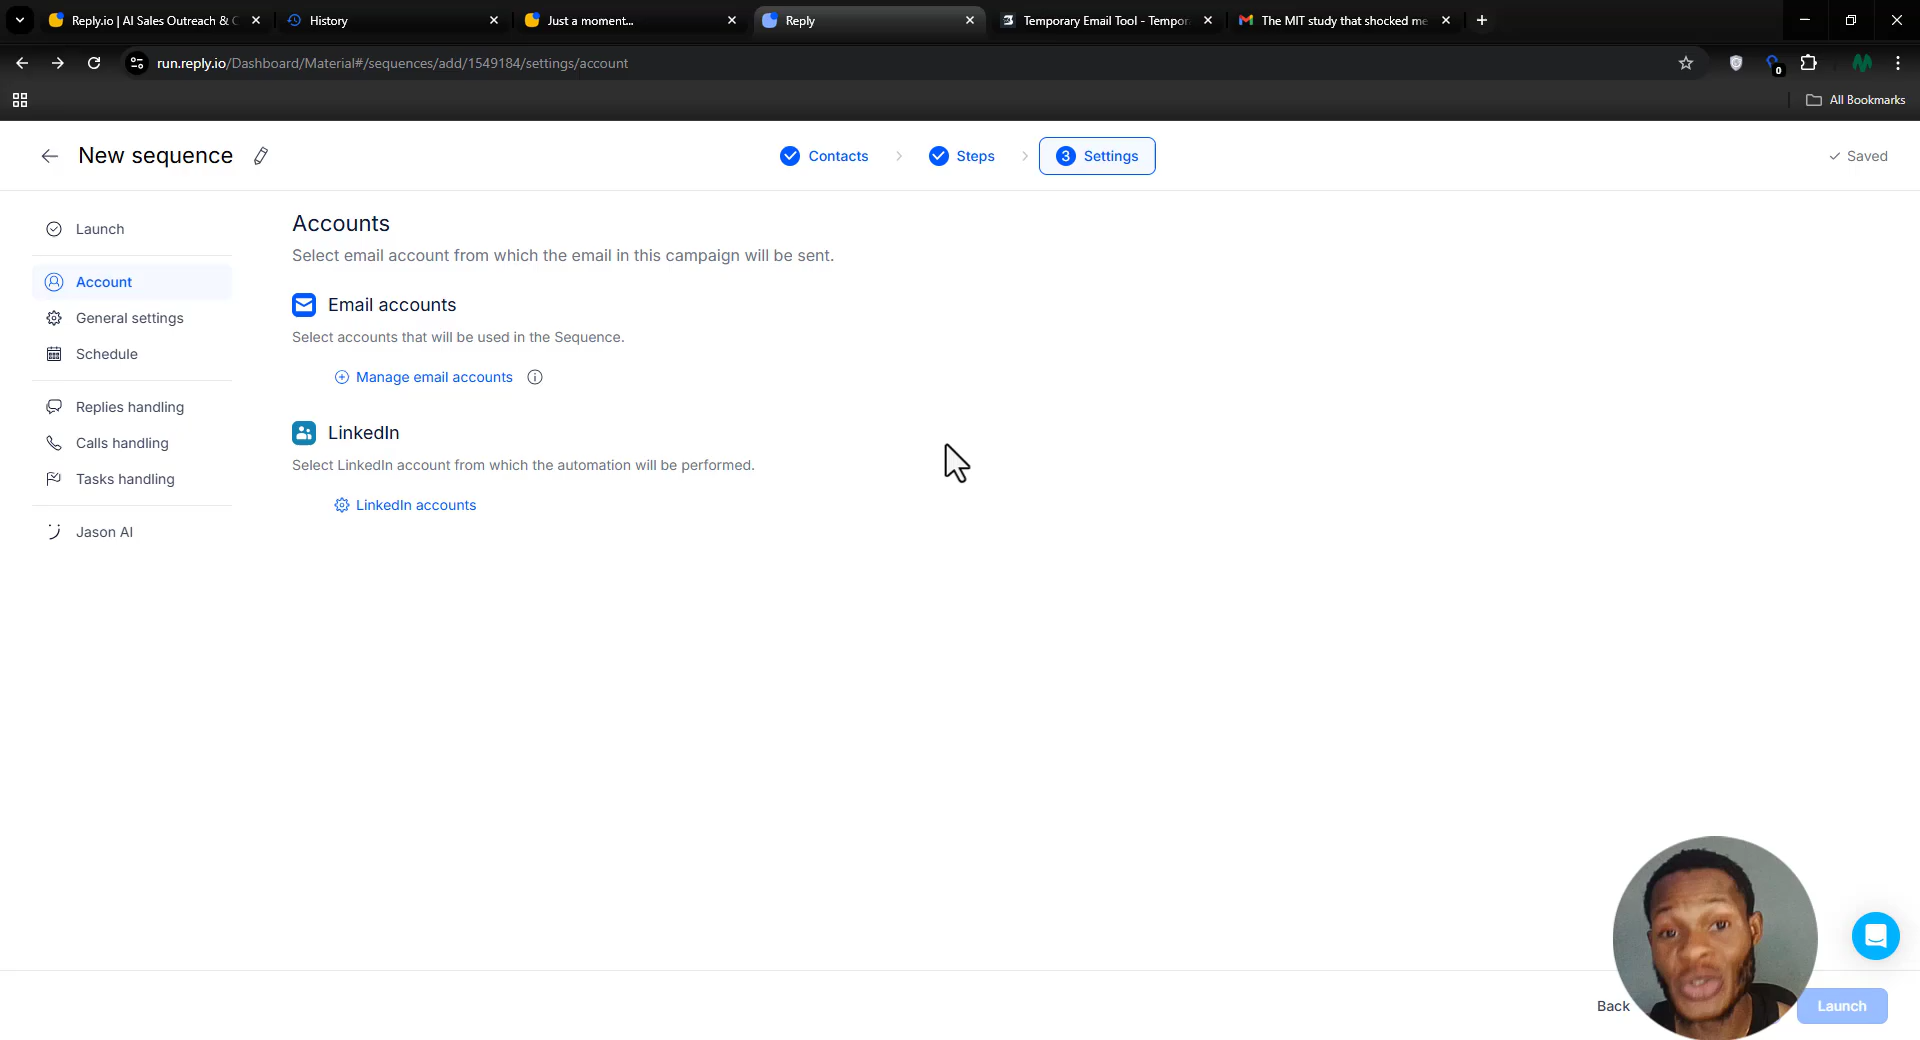 Reply.io | AI Sales Outreach & C
History
Just a moment...
Reply
Temporary Email Tool - Tempor
The MIT study that shocked me
run.reply.io/Dashboard/Material#/sequences/add/1549184/settings/account
0
All Bookmarks
New sequence
Contacts
Steps
3 Settings
Saved
Launch
Account
General settings
Schedule
Replies handling
Calls handling
Tasks handling
Jason AI
Accounts
Select email account from which the email in this campaign will be sent.
Email accounts
Select accounts that will be used in the Sequence.
Manage email accounts
LinkedIn
Select LinkedIn account from which the automation will be performed.
LinkedIn accounts
Back
Launch